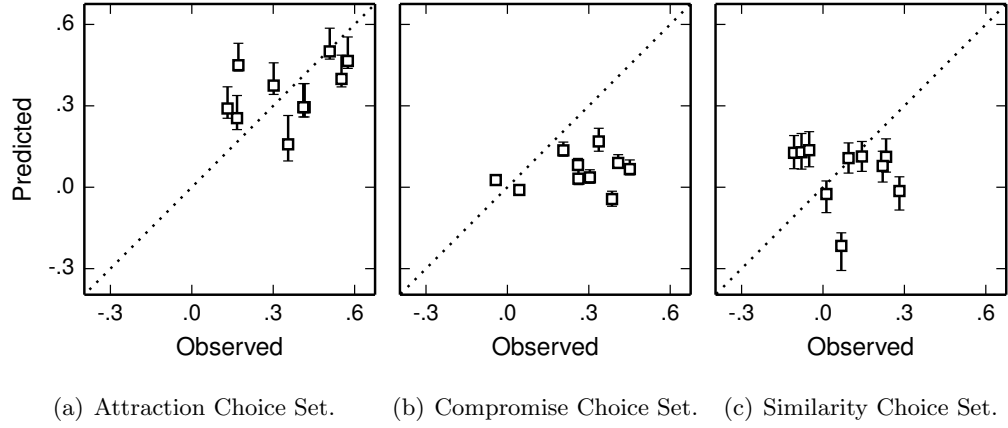 Predicted
.6
.3
.0
-.3
-.3 .0 .3 .6
-.3 .0 .3 .6
-.3 .0 .3 .6
Observed
Observed
Observed
(a) Attraction Choice Set.
(b) Compromise Choice Set.
(c) Similarity Choice Set.